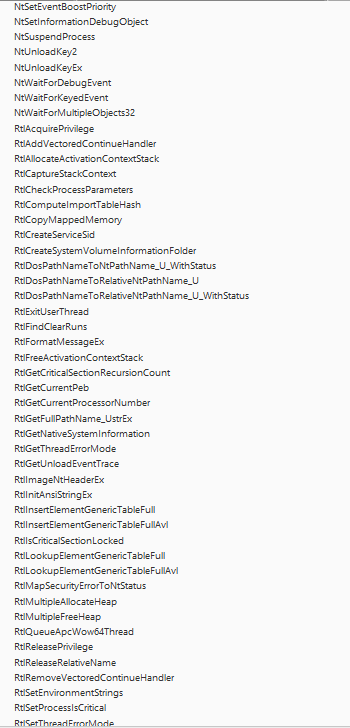 NtSetEventBoostPriority
NtSetInformationDebugObject
NtSuspendProcess
NtUnloadKey2
NtUnloadKeyEx
NtWaitForDebugEvent
NtWaitForKeyedEvent
NtWaitForMultipleObjects32
RtlAcquirePrivilege
RtlAddVectoredContinueHandler
RtlAllocateActivationContextStack
RtlCaptureStackContext
RtlCheckProcessParameters
RtlComputeImportTableHash
RtlCopyMappedMemory
RtlCreateServiceSid
RtlCreateSystemVolumeInformationFolder
RtlDosPathNameToNtPathName_U_WithStatus
RtlDosPathNameToRelativeNtPathName_U
RtlDosPathNameToRelativeNtPathName_U_WithStatus
RtlExitUserThread
RtlFindClearRuns
RtlFormatMessageEx
RtlFreeActivationContextStack
RtlGetCriticalSectionRecursionCount
RtlGetCurrentPeb
RtlGetCurrentProcessorNumber
RtlGetFullPathName_UstrEx
RtlGetNativeSystemInformation
RtlGetThreadErrorMode
RtlGetUnloadEventTrace
RtlImageNtHeaderEx
RtlInitAnsiStringEx
RtlInsertElementGenericTableFull
RtlInsertElementGenericTableFullAvl
RtlIsCriticalSectionLocked
RtlLookupElementGenericTableFull
RtlLookupElementGenericTableFullAvl
RtlMapSecurityErrorToNtStatus
RtlMultipleAllocateHeap
RtlMultipleFreeHeap
RtlQueueApcWow64Thread
RtlReleasePrivilege
RtlReleaseRelativeName
RtlRemoveVectoredContinueHandler
RtlSetEnvironmentStrings
RtlSetProcessIsCritical
RtlSetThreadErrorMode